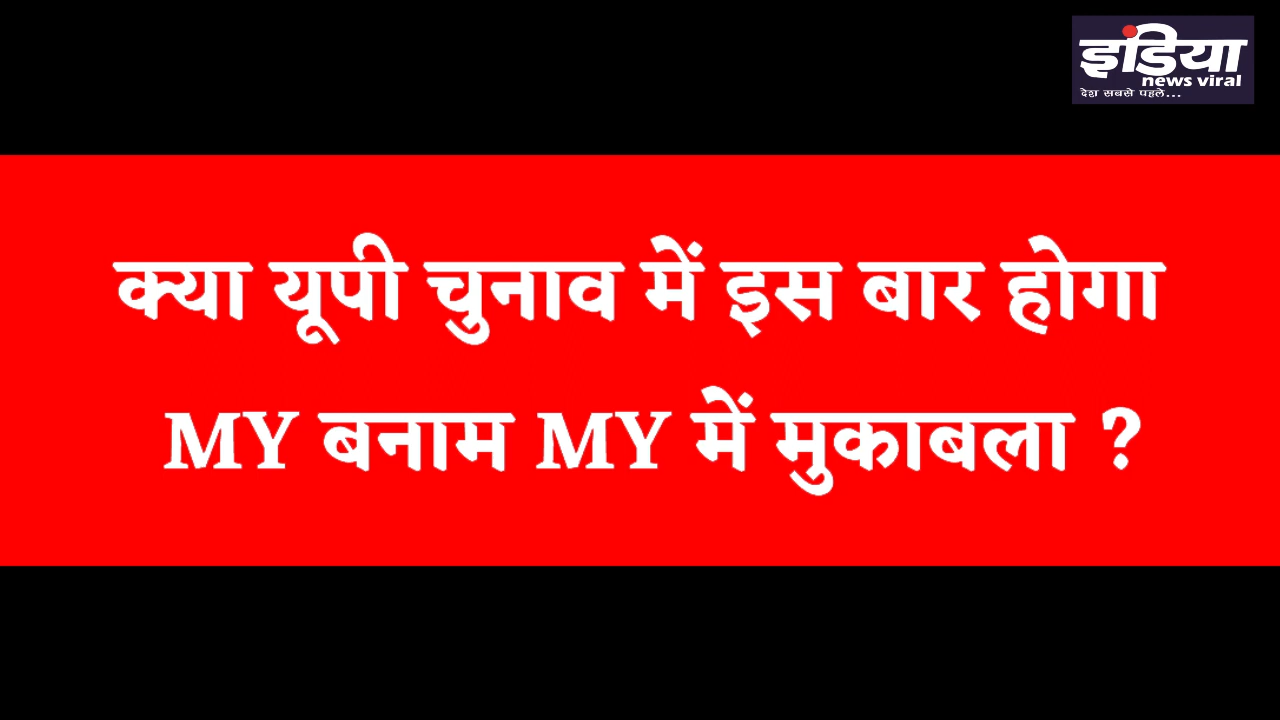 इंडिया
news viral
देश सबसे पहले...
क्या यूपी चुनाव में इस बार होगा
MY बनाम MY में मुकाबला ?